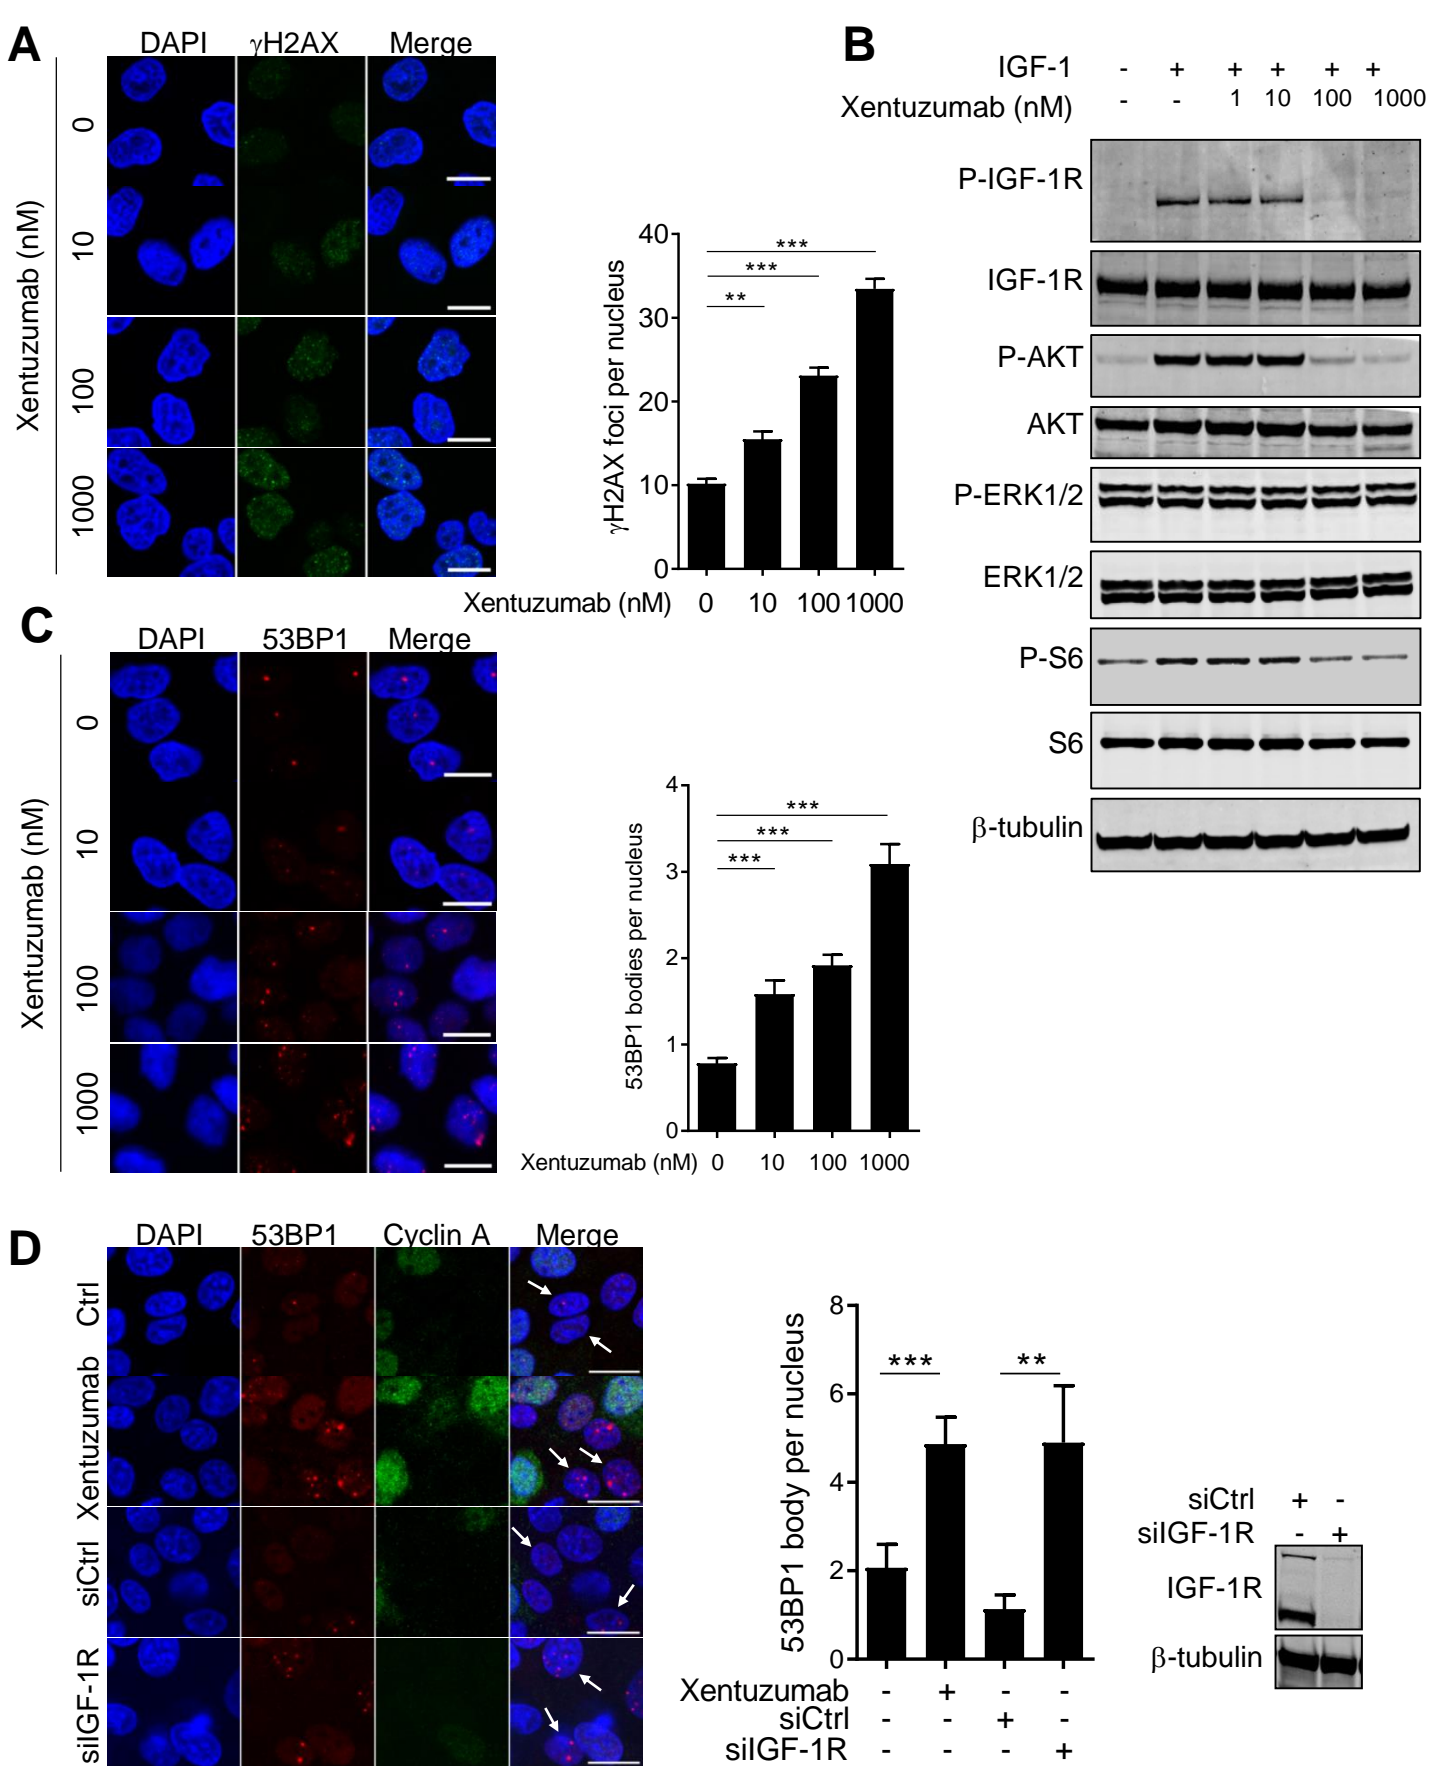 A
DAPI γH2AX Merge
Xentuzumab (nM)
0
10
100
1000
γH2AX foci per nucleus
40
30
20
10
0
***
***
**
Xentuzumab (nM) 0 10 100 1000
B
IGF-1 - + + + + +
Xentuzumab (nM) - - 1 10 100 1000
P-IGF-1R
IGF-1R
P-AKT
AKT
P-ERK1/2
ERK1/2
P-S6
S6
β-tubulin
C
DAPI 53BP1 Merge
Xentuzumab (nM)
0
10
100
1000
53BP1 bodies per nucleus
4
3
2
1
0
***
***
***
Xentuzumab (nM) 0 10 100 1000
D
DAPI 53BP1 Cyclin A Merge
Ctrl
Xentuzumab
siCtrl
siIGF-1R
53BP1 body per nucleus
8
6
4
2
0
*** **
Xentuzumab - + - -
siCtrl - - + -
siIGF-1R - - - +
siCtrl + -
siIGF-1R - +
IGF-1R
β-tubulin